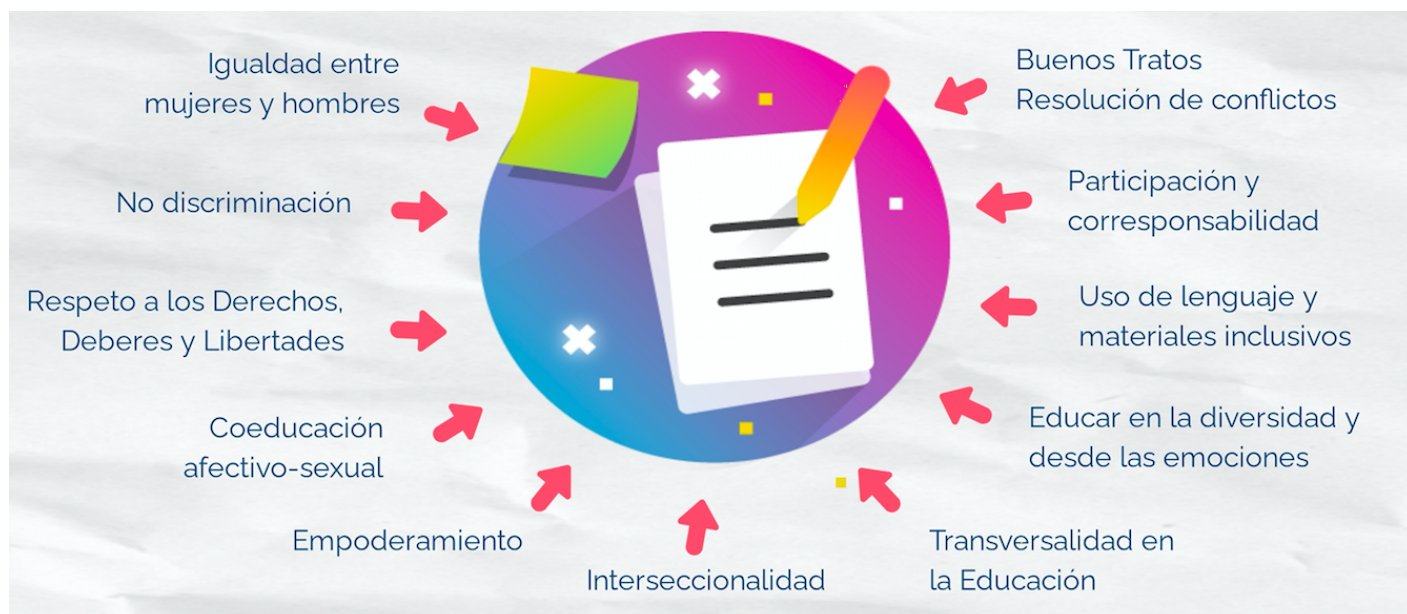 Igualdad entre
mujeres y hombres
No discriminación
Respeto a los Derechos,
Deberes y Libertades
Coeducación
afectivo-sexual
Empoderamiento
Interseccionalidad
Buenos Tratos
Resolución de conflictos
Participación y
corresponsabilidad
Uso de lenguaje y
materiales inclusivos
Educar en la diversidad y
desde las emociones
Transversalidad en
la Educación